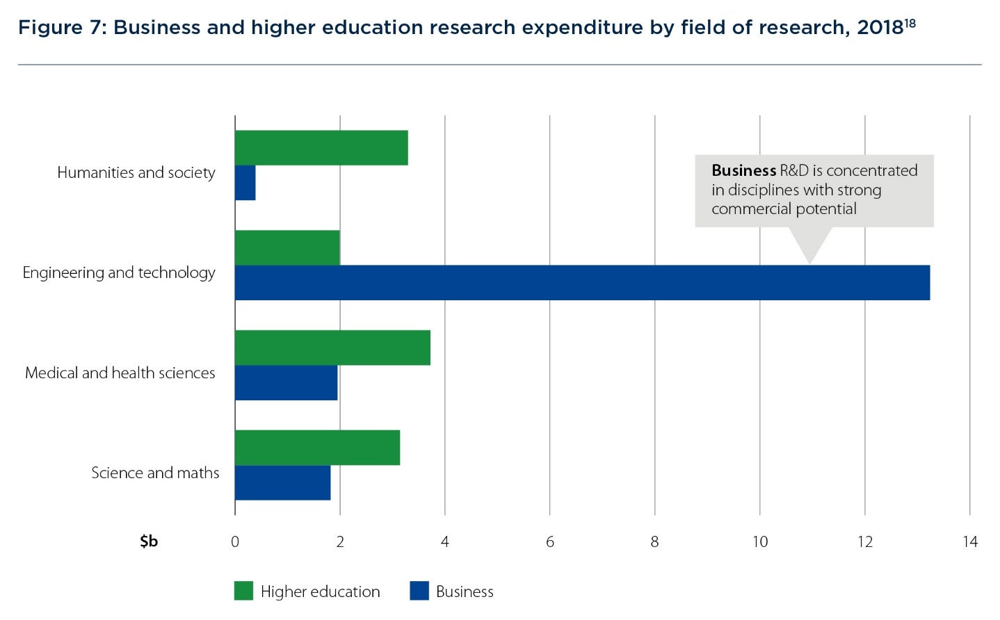 Figure 7: Business and higher education research expenditure by field of research, 2018¹⁸
Humanities and society
Business R&D is concentrated
in disciplines with strong
commercial potential
Engineering and technology
Medical and health sciences
Science and maths
$b 0 2 4 6 8 10 12 14
Higher education Business